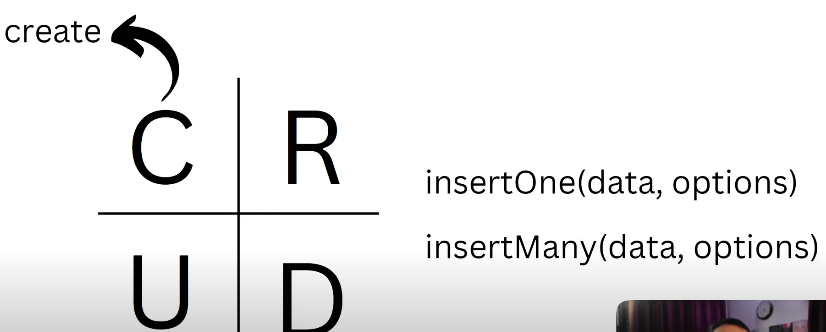 create
C R
insertOne(data, options)
insertMany(data, options)
U D